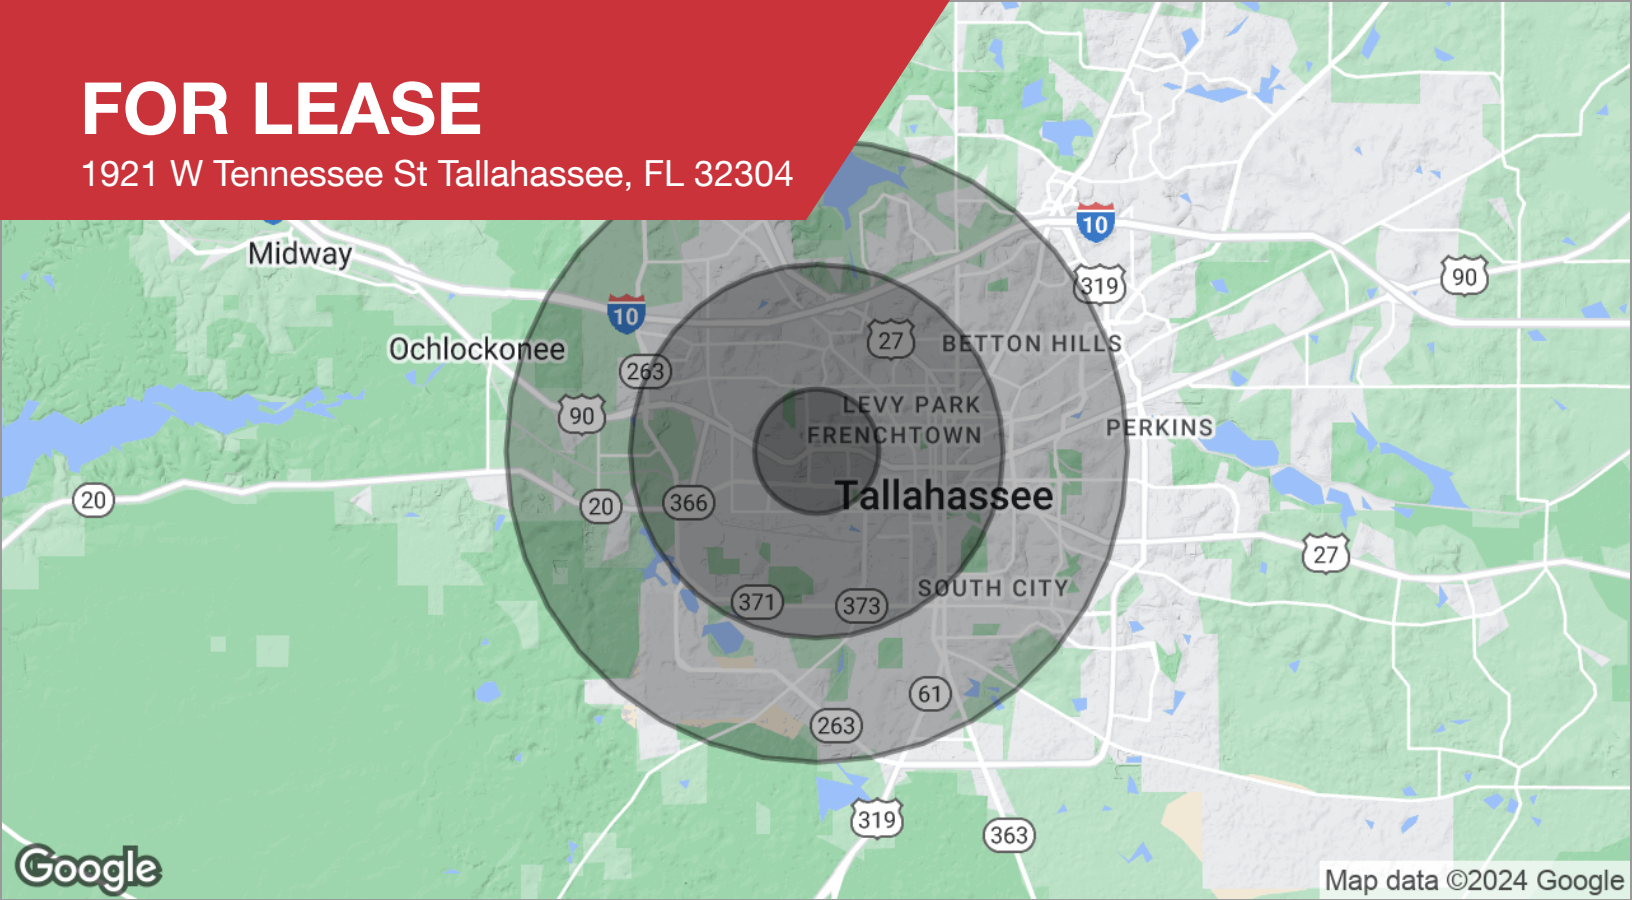 FOR LEASE
1921 W Tennessee St Tallahassee, FL 32304
10
Midway
319
90
10
27
BETTON HILLS
Ochlockonee
263
LEVY PARK
90
PERKINS
FRENCHTOWN
20
20
366
Tallahassee
27
SOUTH CITY
371
373
61
263
319
363
Google
Map data ©2024 Google